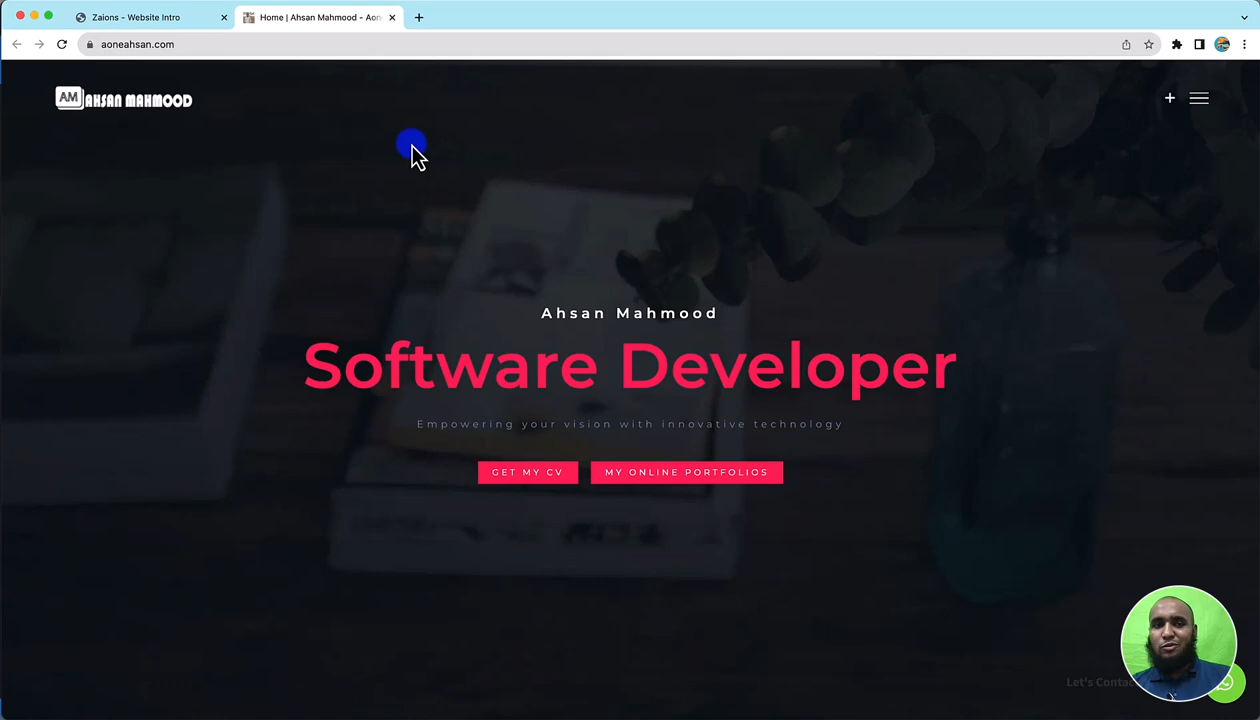 Zaions - Website Intro
Home | Ahsan Mahmood - Aon
aoneahsan.com
AM AHSAN MAHMOOD
Ahsan Mahmood
Software Developer
Empowering your vision with innovative technology
GET MY CV
MY ONLINE PORTFOLIOS
Let's Contac